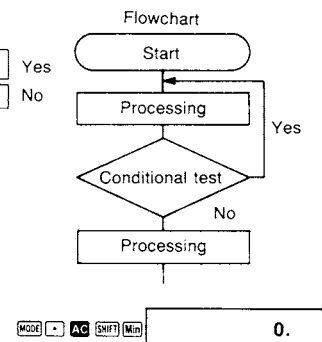 Flowchart
Start
Yes
No
Processing
Yes
Conditional test
No
Processing
MODE • AC SHIFT Min 0.